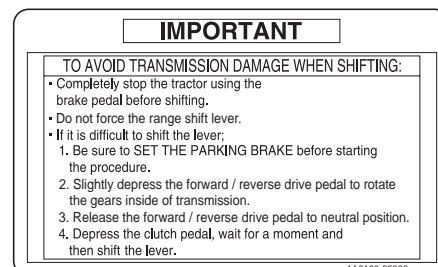 IMPORTANT
TO AVOID TRANSMISSION DAMAGE WHEN SHIFTING:
- Completely stop the tractor using the
brake pedal before shifting.
- Do not force the range shift lever.
- If it is difficult to shift the lever;
1. Be sure to SET THE PARKING BRAKE before starting
the procedure.
2. Slightly depress the forward / reverse drive pedal to rotate
the gears inside of transmission.
3. Release the forward / reverse drive pedal to neutral position.
4. Depress the clutch pedal, wait for a moment and
then shift the lever.